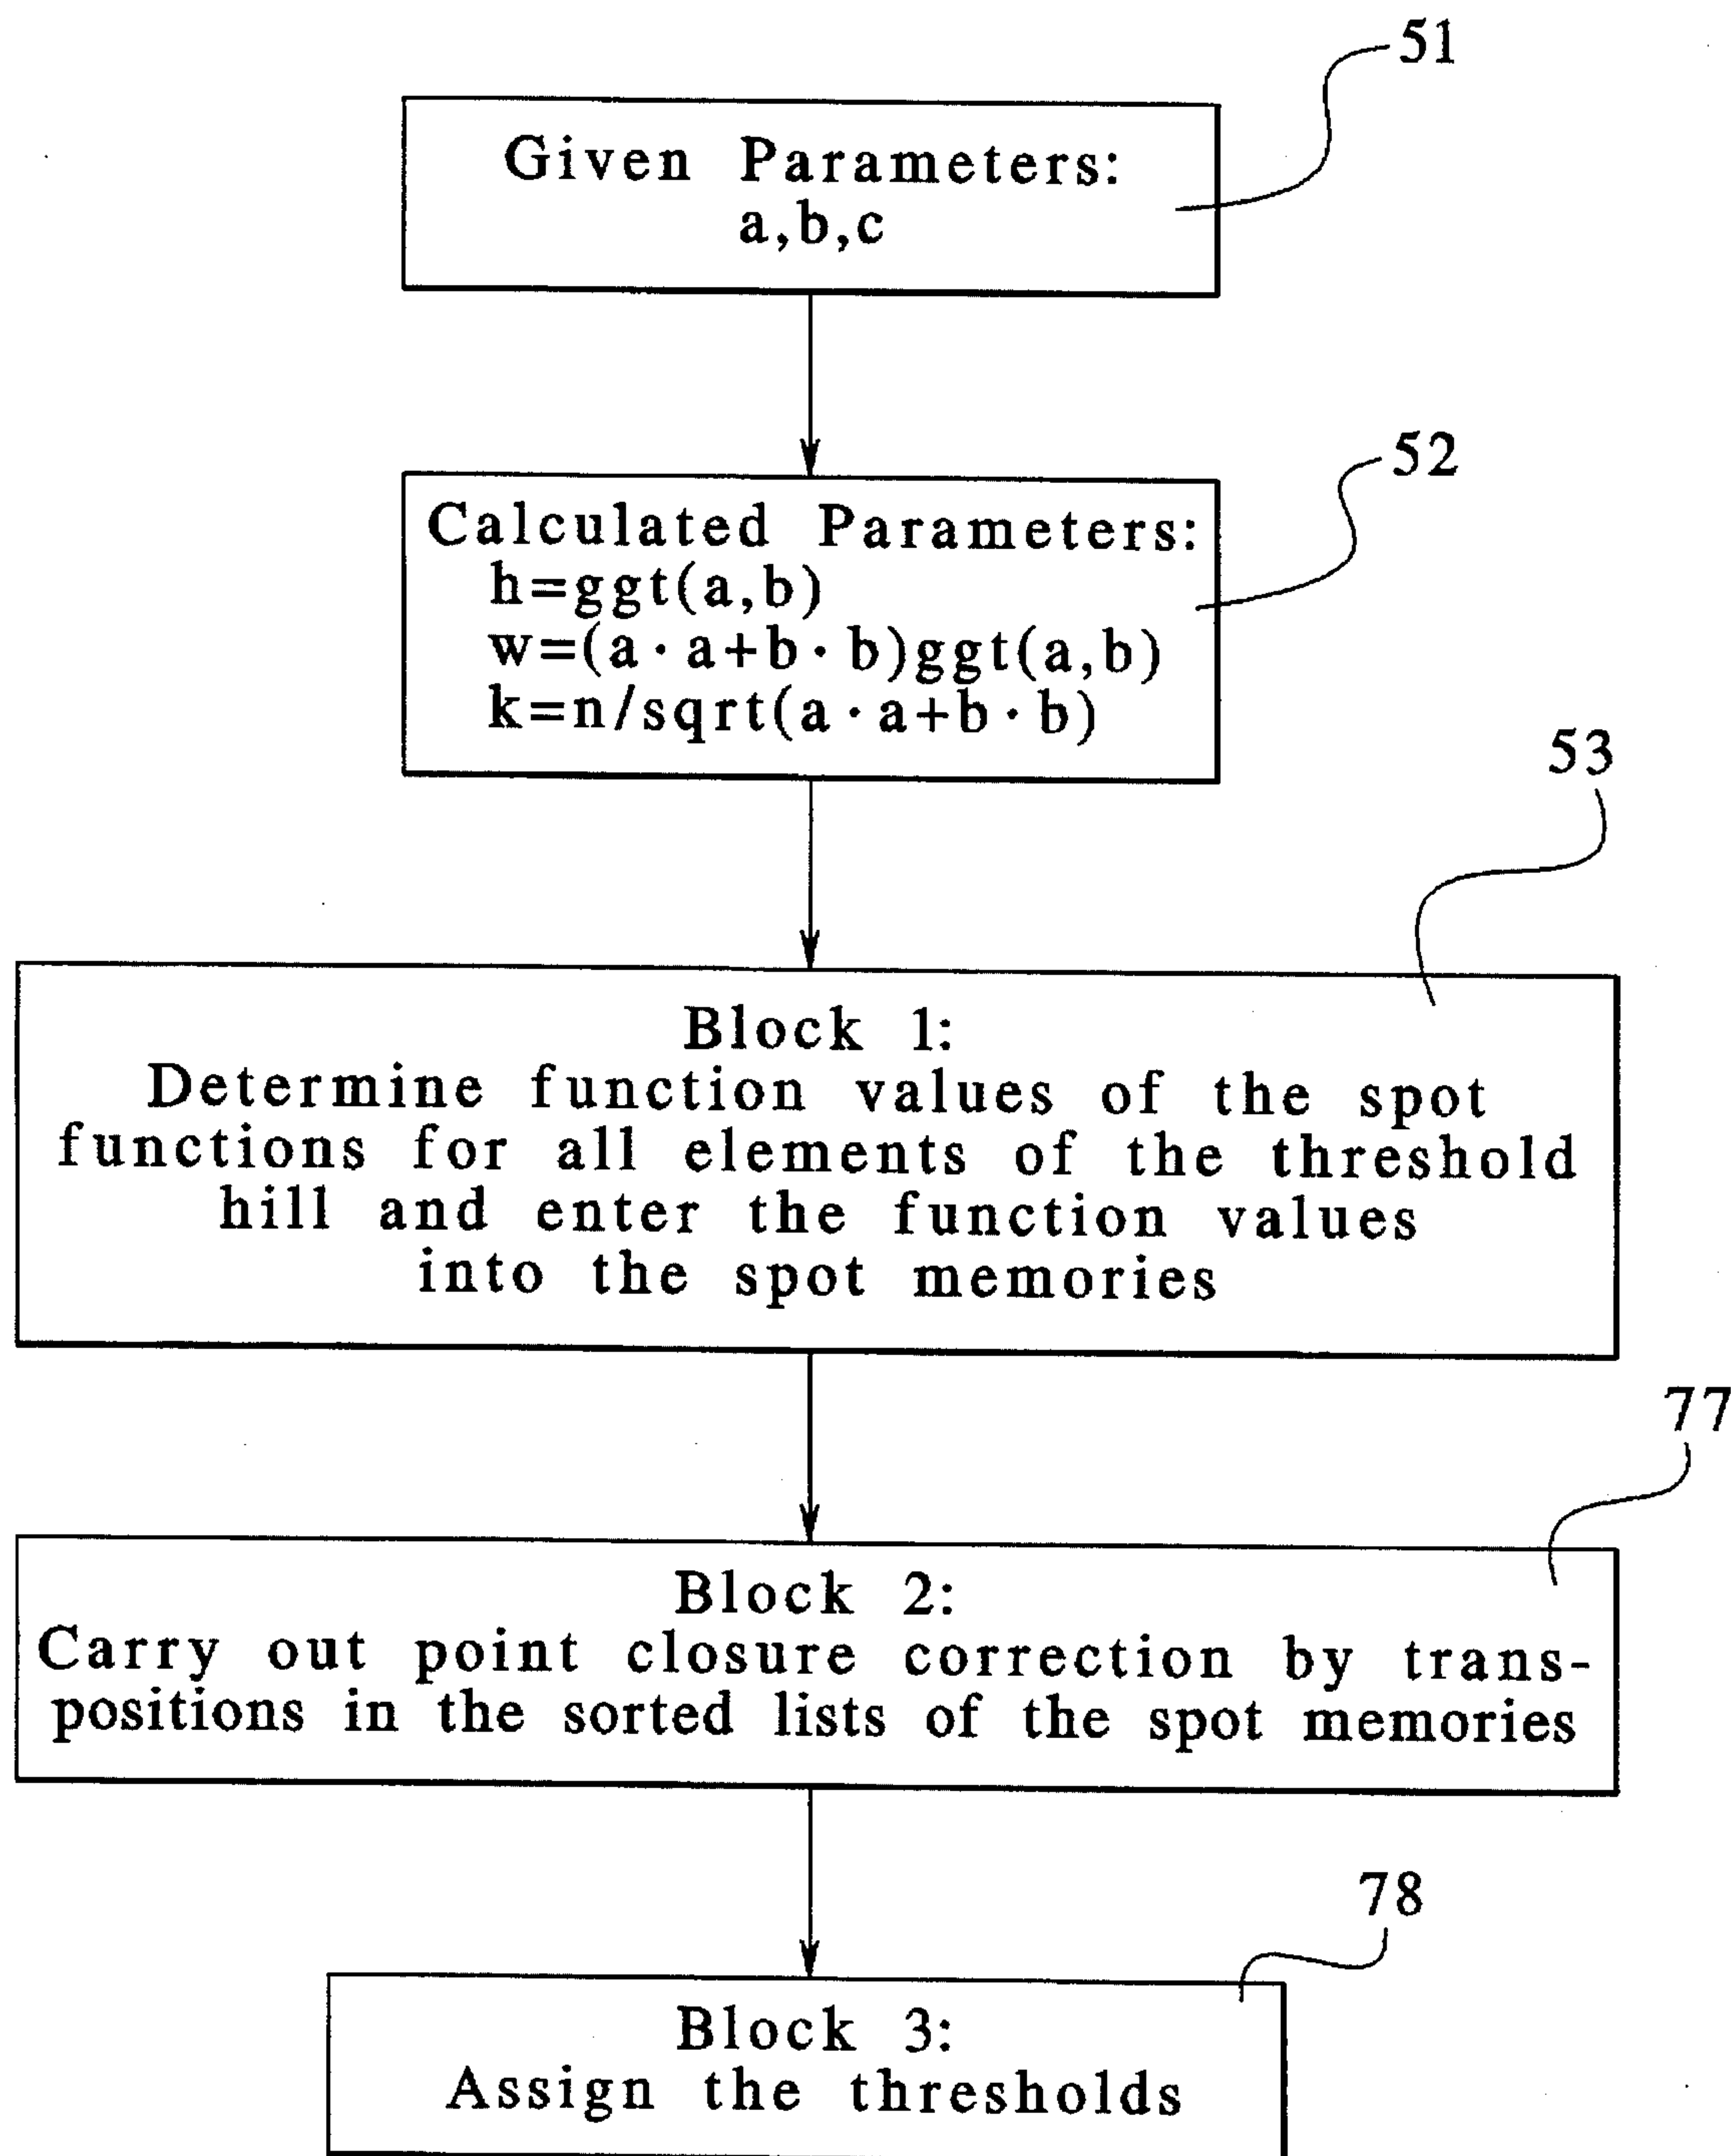 51
Given Parameters:
a,b,c
52
Calculated Parameters:
h=ggt(a,b)
w=(a·a+b·b)ggt(a,b)
k=n/sqrt(a·a+b·b)
53
Block 1:
Determine function values of the spot
functions for all elements of the threshold
hill and enter the function values
into the spot memories
77
Block 2:
Carry out point closure correction by trans-
positions in the sorted lists of the spot memories
78
Block 3:
Assign the thresholds